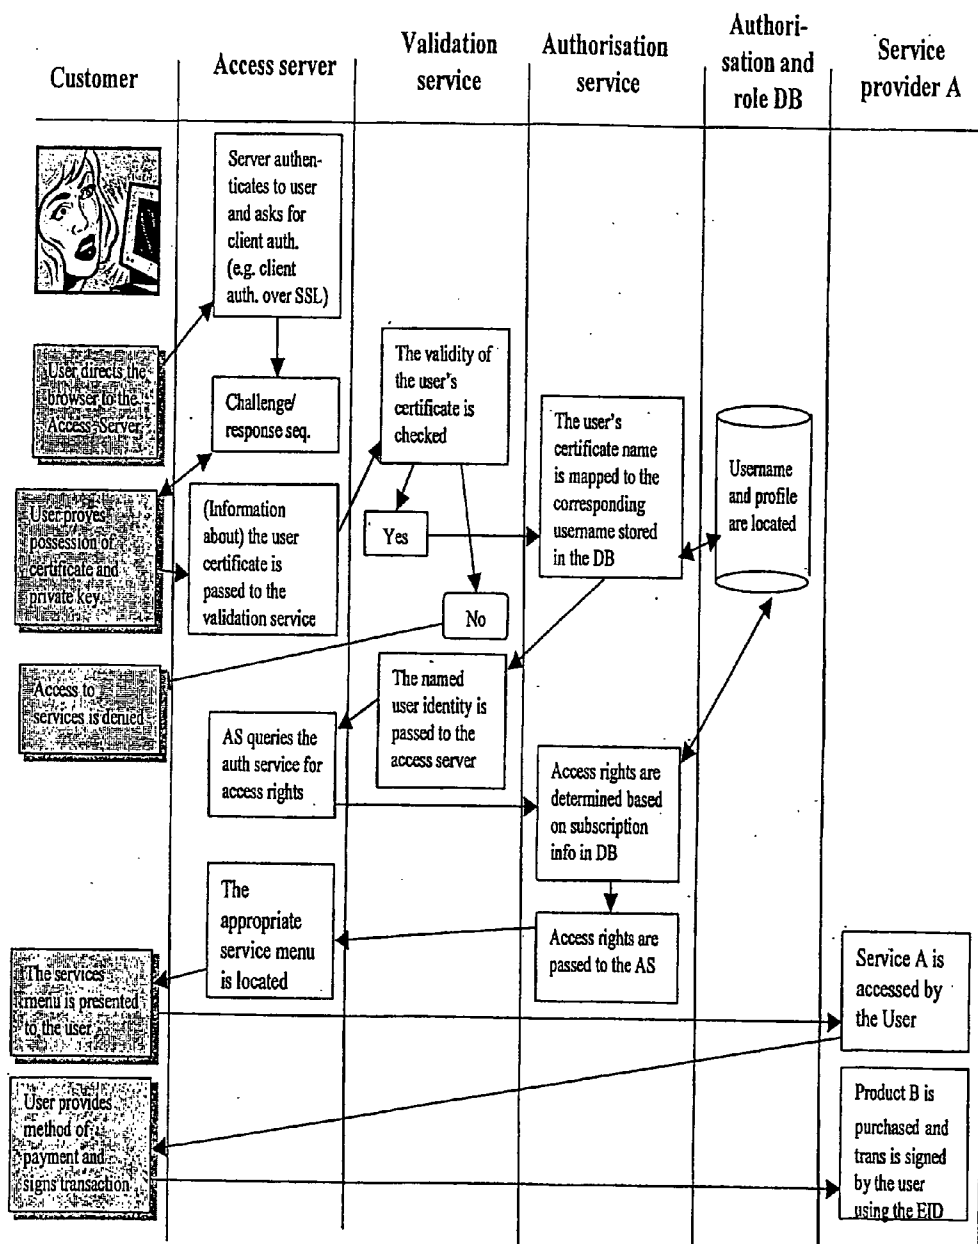 Customer
Access server
Validation
service
Authorisation
service
Authori-
sation and
role DB
Service
provider A
Server authen-
ticates to user
and asks for
client auth.
(e.g. client
auth. over SSL)
User directs the
browser to the
Access-Server
Challenge/
response seq.
The validity of
the user's
certificate is
checked
The user's
certificate name
is mapped to the
corresponding
username stored
in the DB
Username
and profile
are located
User proves
possession of
certificate and
private key
(Information
about) the user
certificate is
passed to the
validation service
Yes
No
Access to
services is denied
The named
user identity is
passed to the
access server
AS queries the
auth service for
access rights
Access rights are
determined based
on subscription
info in DB
Access rights are
passed to the AS
The
appropriate
service menu
is located
The services
menu is presented
to the user
Service A is
accessed by
the User
User provides
method of
payment and
signs transaction
Product B is
purchased and
trans is signed
by the user
using the EID